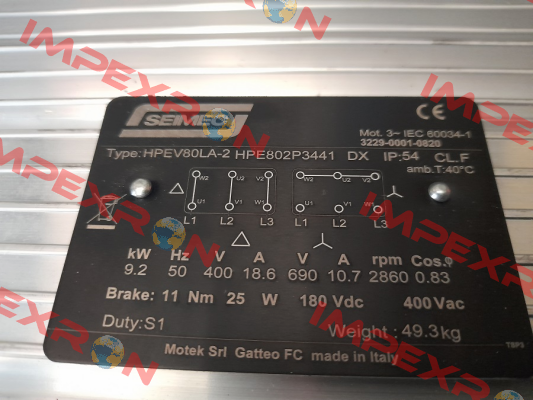 SEIMEC
CE
Mot. 3~ IEC 60034-1
3229-0001-0820
Type:HPEV80LA-2 HPE802P3441 DX IP:54 CL.F
amb.T:40°C
W2 U2 V2 W2 U2 V2
U1 V1 W1 U1 V1 W1
L1 L2 L3 L1 L2 L3
kW Hz V A V A rpm Cos.φ
9.2 50 400 18.6 690 10.7 2860 0.83
Brake: 11 Nm 25 W 180 Vdc 400 Vac
Duty:S1
Weight : 49.3kg
Motek Srl Gatteo FC made in Italy
TSP3
IMPEXRON
IMPEXRON
IMPEXRON
IMPEXRON